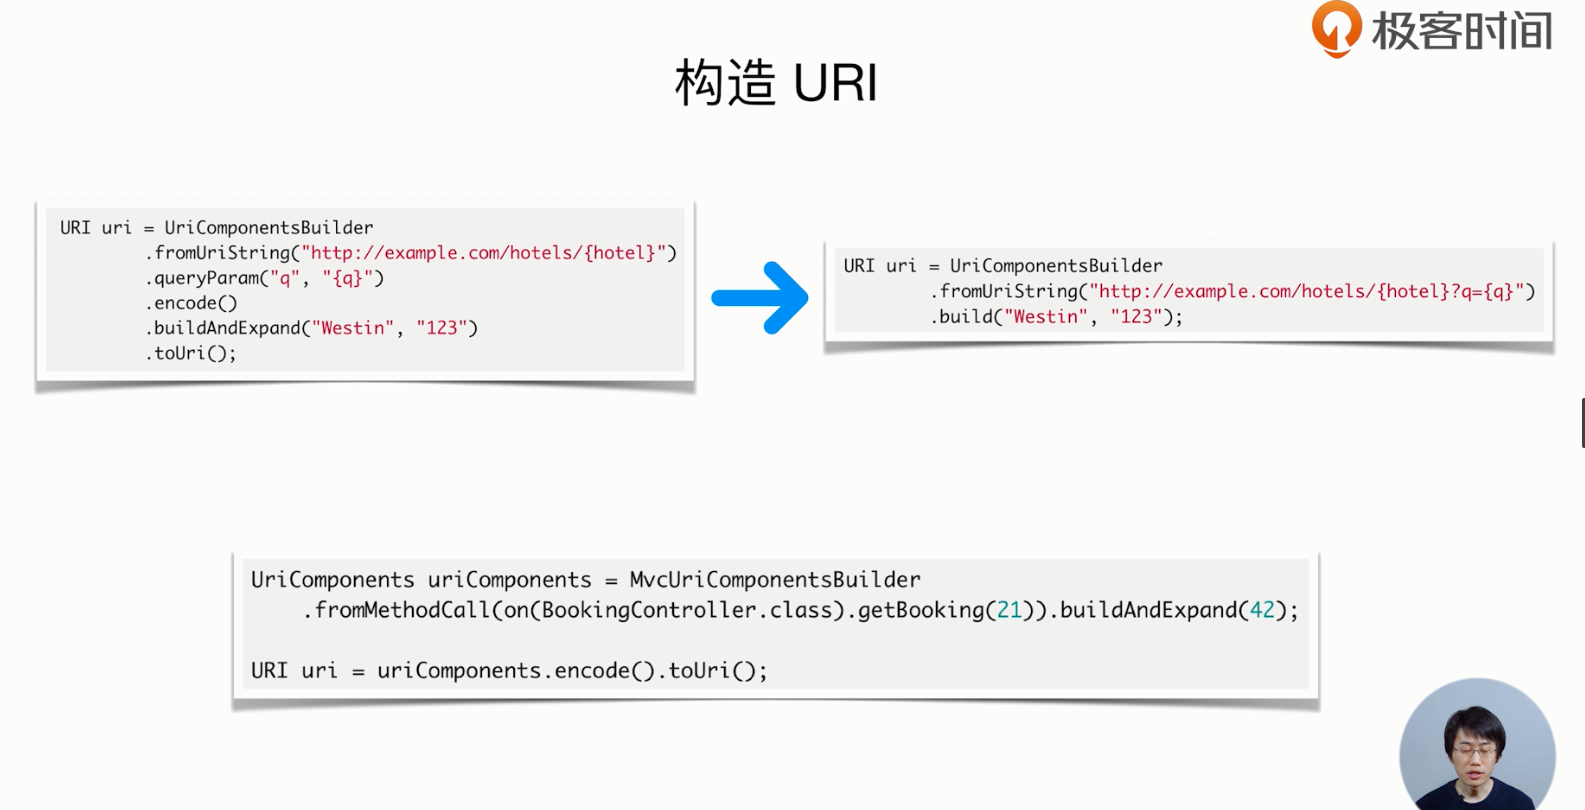 极客时间
构造 URI
URI uri = UriComponentsBuilder
.fromUriString("http://example.com/hotels/{hotel}")
.queryParam("q", "{q}")
.encode()
.buildAndExpand("Westin", "123")
.toUri();
URI uri = UriComponentsBuilder
.fromUriString("http://example.com/hotels/{hotel}?q={q}")
.build("Westin", "123");
UriComponents uriComponents = MvcUriComponentsBuilder
.fromMethodCall(on(BookingController.class).getBooking(21)).buildAndExpand(42);
URI uri = uriComponents.encode().toUri();